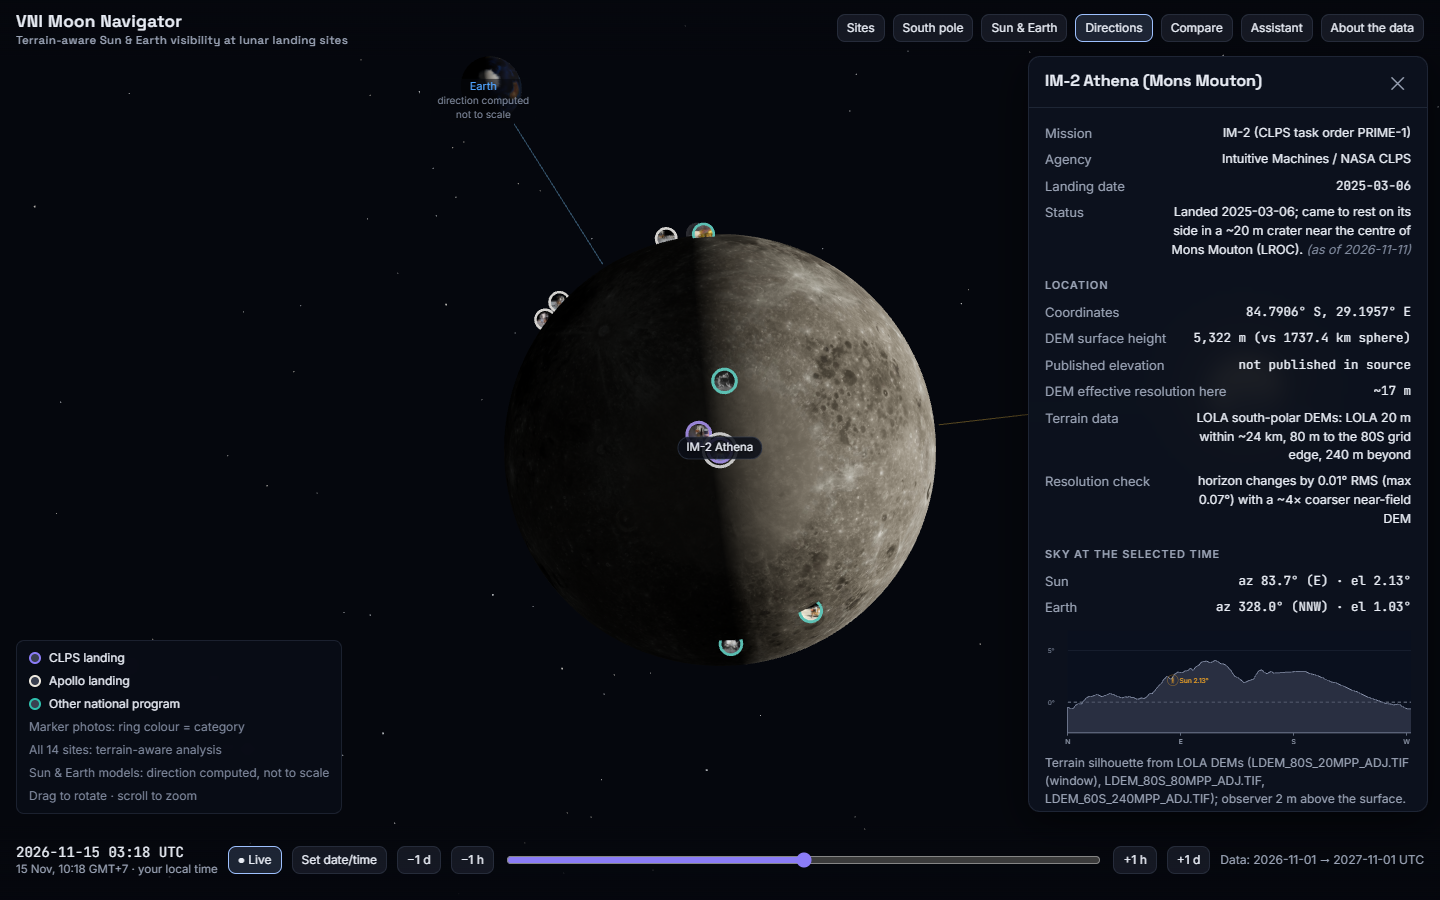 VNI Moon Navigator
Terrain-aware Sun & Earth visibility at lunar landing sites
Sites
South pole
Sun & Earth
Directions
Compare
Assistant
About the data
Earth
direction computed
not to scale
IM-2 Athena
IM-2 Athena (Mons Mouton)
Mission IM-2 (CLPS task order PRIME-1)
Agency Intuitive Machines / NASA CLPS
Landing date 2025-03-06
Status Landed 2025-03-06; came to rest on its
side in a ~20 m crater near the centre of
Mons Mouton (LROC). (as of 2026-11-11)
LOCATION
Coordinates 84.7906° S, 29.1957° E
DEM surface height 5,322 m (vs 1737.4 km sphere)
Published elevation not published in source
DEM effective resolution here ~17 m
Terrain data LOLA south-polar DEMs: LOLA 20 m
within ~24 km, 80 m to the 80S grid
edge, 240 m beyond
Resolution check horizon changes by 0.01° RMS (max
0.07°) with a ~4× coarser near-field
DEM
SKY AT THE SELECTED TIME
Sun az 83.7° (E) · el 2.13°
Earth az 328.0° (NNW) · el 1.03°
5°
Sun 2.13°
0°
N E S W
Terrain silhouette from LOLA DEMs (LDEM_80S_20MPP_ADJ.TIF
(window), LDEM_80S_80MPP_ADJ.TIF,
LDEM_60S_240MPP_ADJ.TIF); observer 2 m above the surface.
CLPS landing
Apollo landing
Other national program
Marker photos: ring colour = category
All 14 sites: terrain-aware analysis
Sun & Earth models: direction computed, not to scale
Drag to rotate · scroll to zoom
2026-11-15 03:18 UTC
15 Nov, 10:18 GMT+7 · your local time
● Live
Set date/time
−1 d
−1 h
+1 h
+1 d
Data: 2026-11-01 → 2027-11-01 UTC